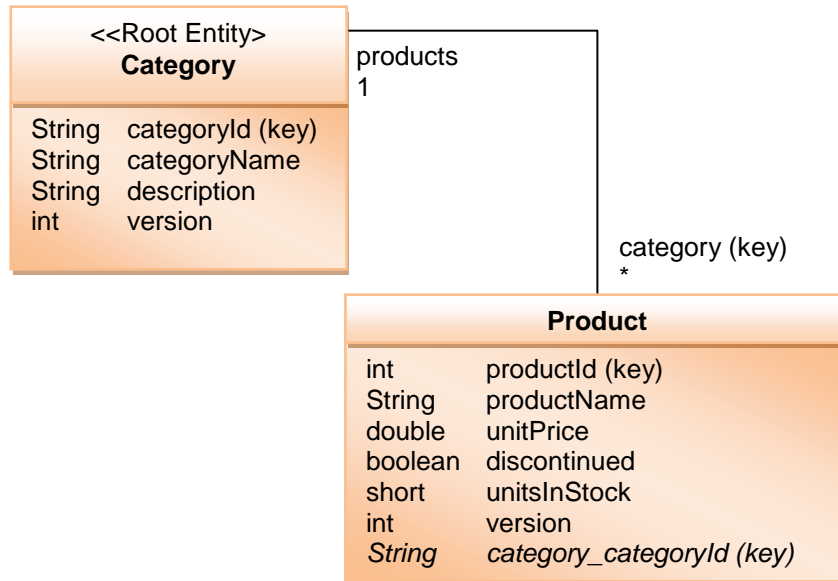 <<Root Entity>
Category
String categoryId (key)
String categoryName
String description
int version
products
1
category (key)
*
Product
int productId (key)
String productName
double unitPrice
boolean discontinued
short unitsInStock
int version
String category_categoryId (key)